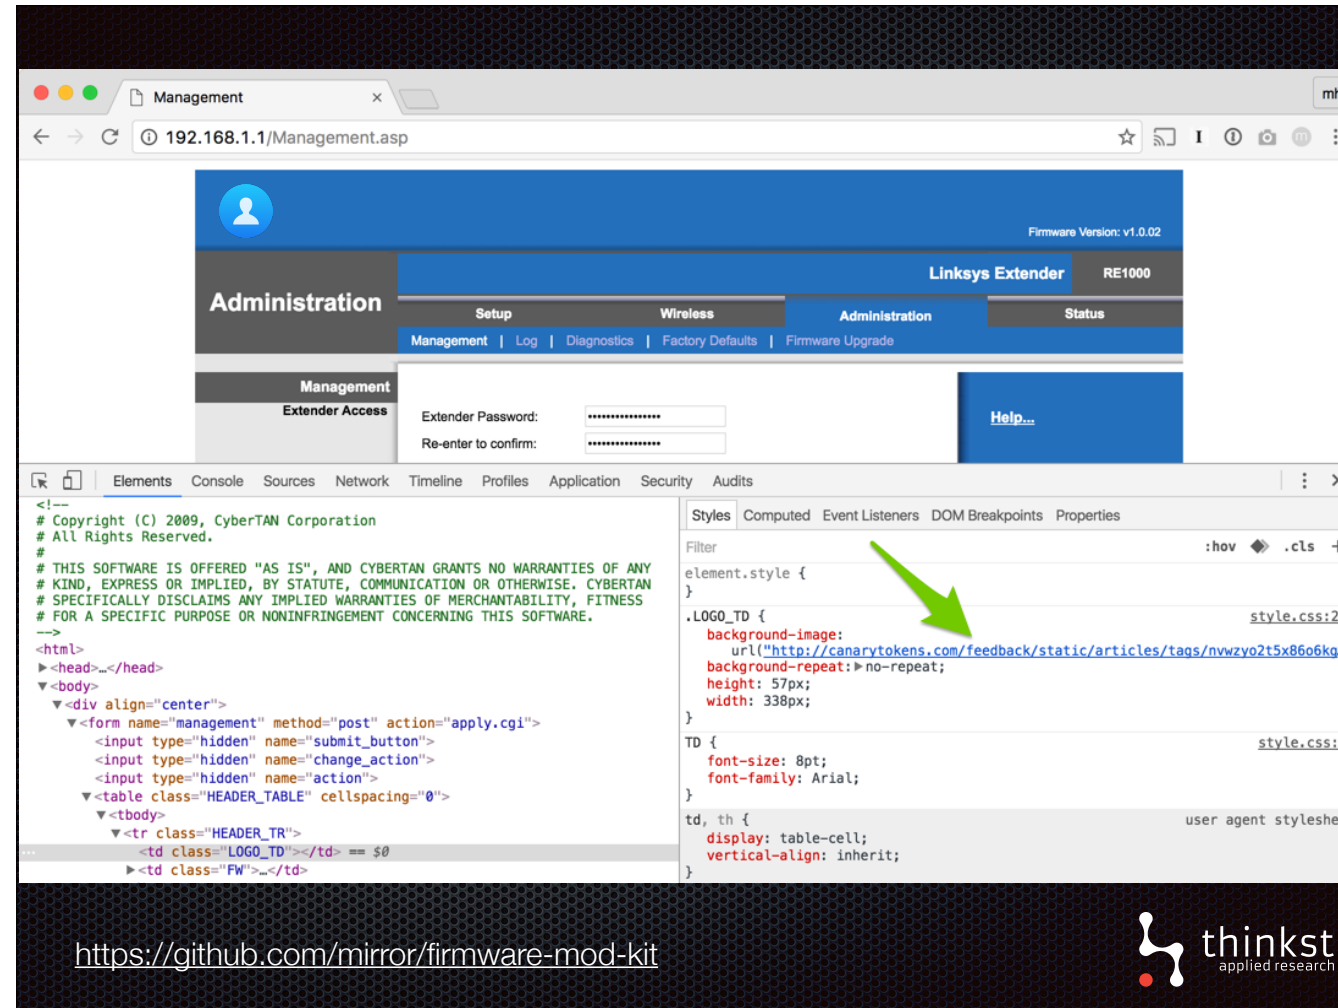 Management
mh
192.168.1.1/Management.asp
Firmware Version: v1.0.02
Linksys Extender RE1000
Administration
Setup Wireless Administration Status
Management | Log | Diagnostics | Factory Defaults | Firmware Upgrade
Management
Extender Access
Extender Password: ••••••••••••••••
Re-enter to confirm: ••••••••••••••••
Help...
Elements Console Sources Network Timeline Profiles Application Security Audits
<!--
# Copyright (C) 2009, CyberTAN Corporation
# All Rights Reserved.
#
# THIS SOFTWARE IS OFFERED "AS IS", AND CYBERTAN GRANTS NO WARRANTIES OF ANY
# KIND, EXPRESS OR IMPLIED, BY STATUTE, COMMUNICATION OR OTHERWISE. CYBERTAN
# SPECIFICALLY DISCLAIMS ANY IMPLIED WARRANTIES OF MERCHANTABILITY, FITNESS
# FOR A SPECIFIC PURPOSE OR NONINFRINGEMENT CONCERNING THIS SOFTWARE.
-->
<html>
▶<head>…</head>
▼<body>
▼<div align="center">
▼<form name="management" method="post" action="apply.cgi">
<input type="hidden" name="submit_button">
<input type="hidden" name="change_action">
<input type="hidden" name="action">
▼<table class="HEADER_TABLE" cellspacing="0">
▼<tbody>
▼<tr class="HEADER_TR">
... <td class="LOGO_TD"></td> == $0
▶<td class="FW">…</td>
Styles Computed Event Listeners DOM Breakpoints Properties
Filter :hov .cls +
element.style {
}
.LOGO_TD { style.css:2
background-image:
url("http://canarytokens.com/feedback/static/articles/tags/nvwzyo2t5x86o6kq
background-repeat:▶no-repeat;
height: 57px;
width: 338px;
}
TD { style.css:
font-size: 8pt;
font-family: Arial;
}
td, th { user agent styleshe
display: table-cell;
vertical-align: inherit;
}
https://github.com/mirror/firmware-mod-kit
thinkst
applied research